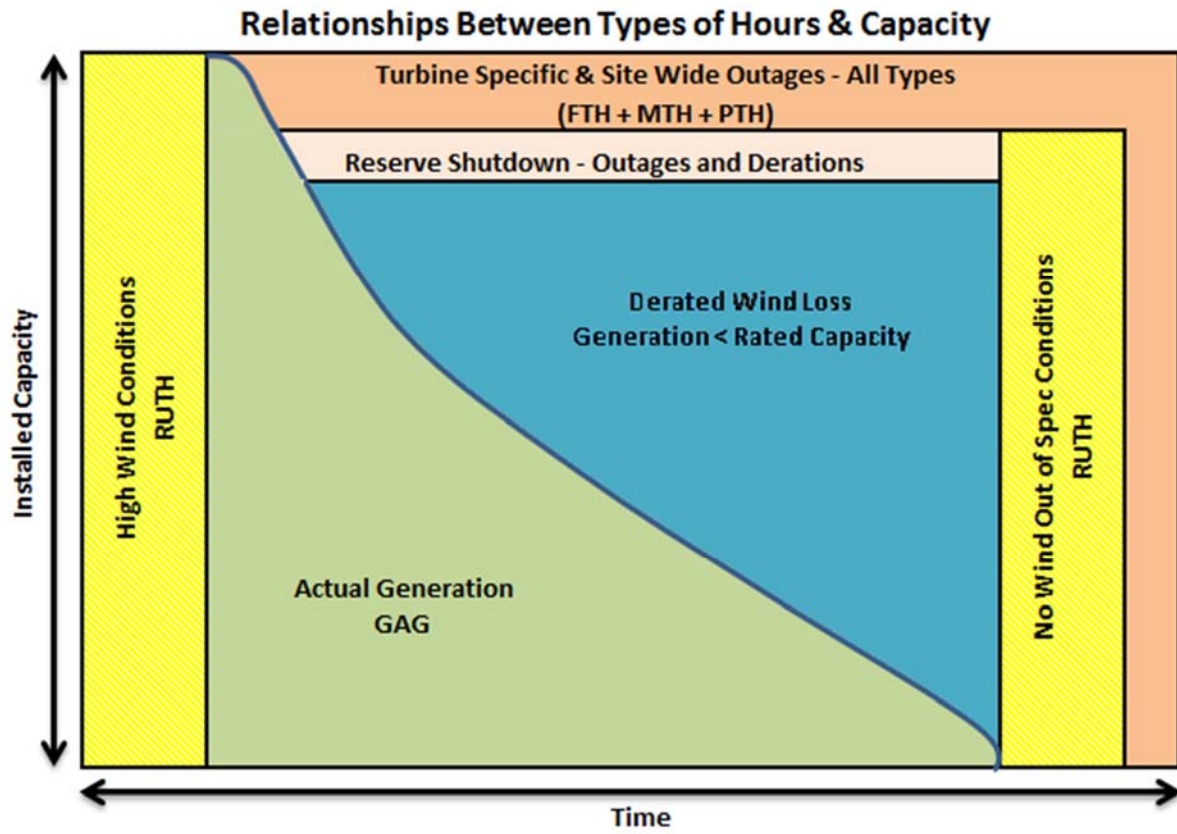 Relationships Between Types of Hours & Capacity
Turbine Specific & Site Wide Outages - All Types
(FTH + MTH + PTH)
Reserve Shutdown - Outages and Derations
Derated Wind Loss
Generation < Rated Capacity
Installed Capacity
High Wind Conditions
RUTH
No Wind Out of Spec Conditions
RUTH
Actual Generation
GAG
Time